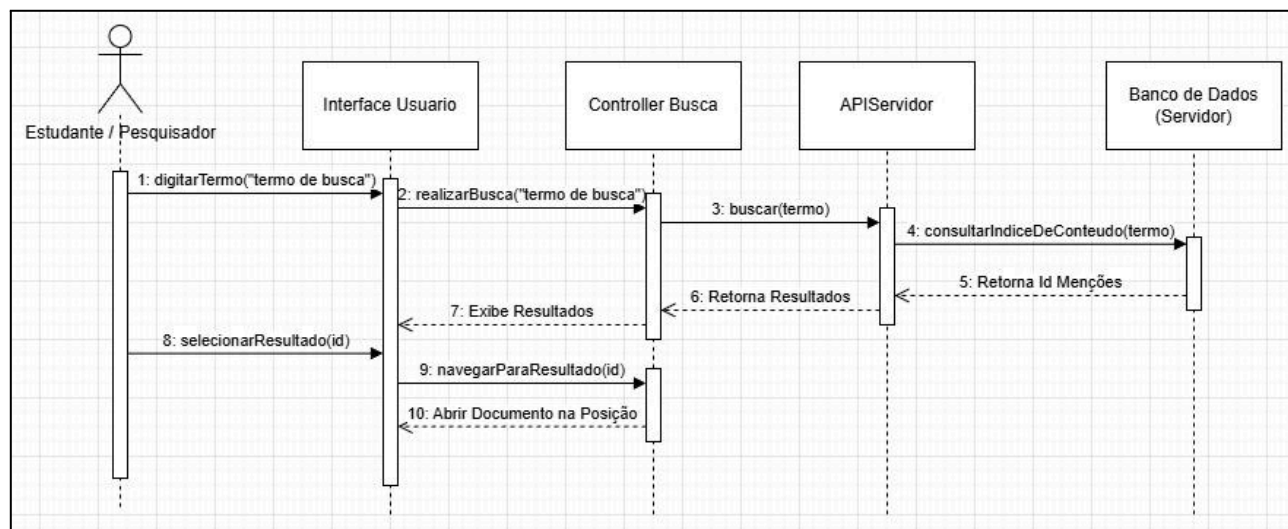 Estudante / Pesquisador
Interface Usuario
Controller Busca
APIServidor
Banco de Dados
(Servidor)
1: digitarTermo("termo de busca")
2: realizarBusca("termo de busca")
3: buscar(termo)
4: consultarIndiceDeConteudo(termo)
5: Retorna Id Menções
6: Retorna Resultados
7: Exibe Resultados
8: selecionarResultado(id)
9: navegarParaResultado(id)
10: Abrir Documento na Posição